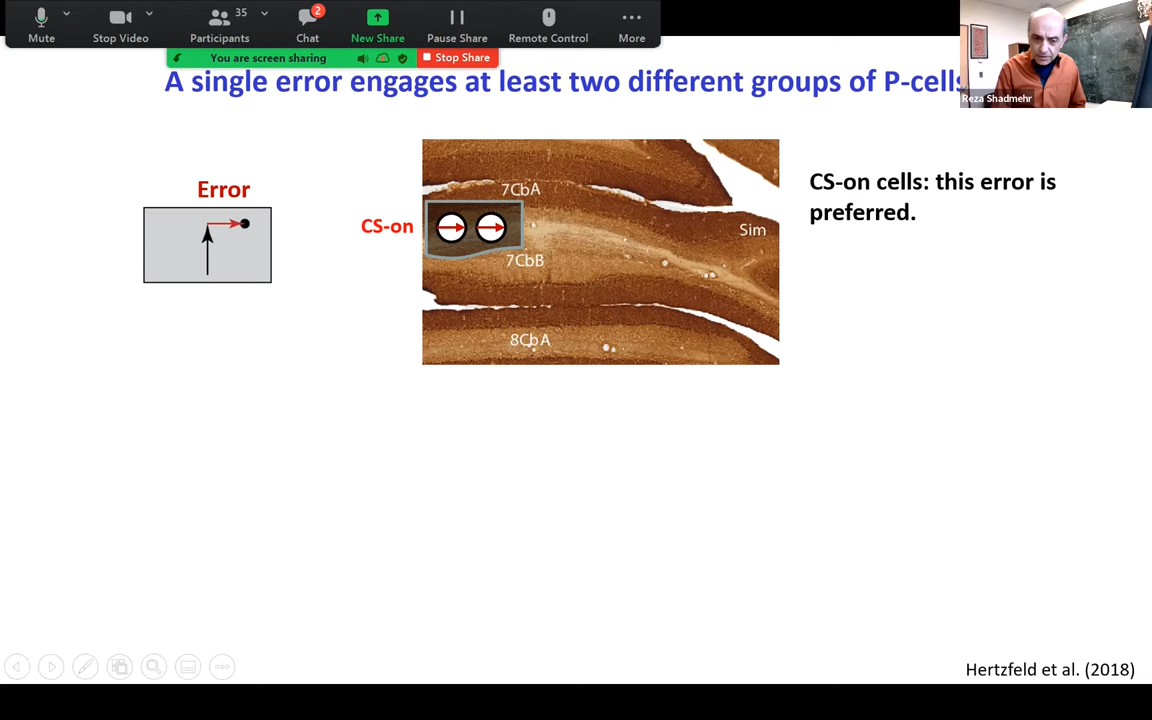 35
2
Mute
Stop Video
Participants
Chat
New Share
Pause Share
Remote Control
More
You are screen sharing
Stop Share
A single error engages at least two different groups of P-cells
Reza Shadmehr
Error
CS-on
7CbA
7CbB
8CbA
Sim
CS-on cells: this error is
preferred.
Hertzfeld et al. (2018)